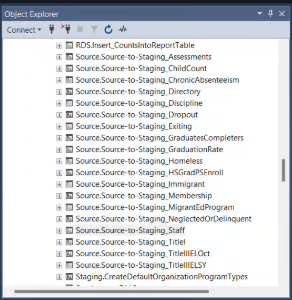 Object Explorer
Connect
RDS.Insert_CountsIntoReportTable
Source.Source-to-Staging_Assessments
Source.Source-to-Staging_ChildCount
Source.Source-to-Staging_ChronicAbsenteeism
Source.Source-to-Staging_Directory
Source.Source-to-Staging_Discipline
Source.Source-to-Staging_Dropout
Source.Source-to-Staging_Exiting
Source.Source-to-Staging_GraduatesCompleters
Source.Source-to-Staging_GraduationRate
Source.Source-to-Staging_Homeless
Source.Source-to-Staging_HSGradPSEnroll
Source.Source-to-Staging_Immigrant
Source.Source-to-Staging_Membership
Source.Source-to-Staging_MigrantEdProgram
Source.Source-to-Staging_NeglectedOrDelinquent
Source.Source-to-Staging_Staff
Source.Source-to-Staging_TitleI
Source.Source-to-Staging_TitleIIIELOct
Source.Source-to-Staging_TitleIIIELSY
Staging.CreateDefaultOrganizationProgramTypes